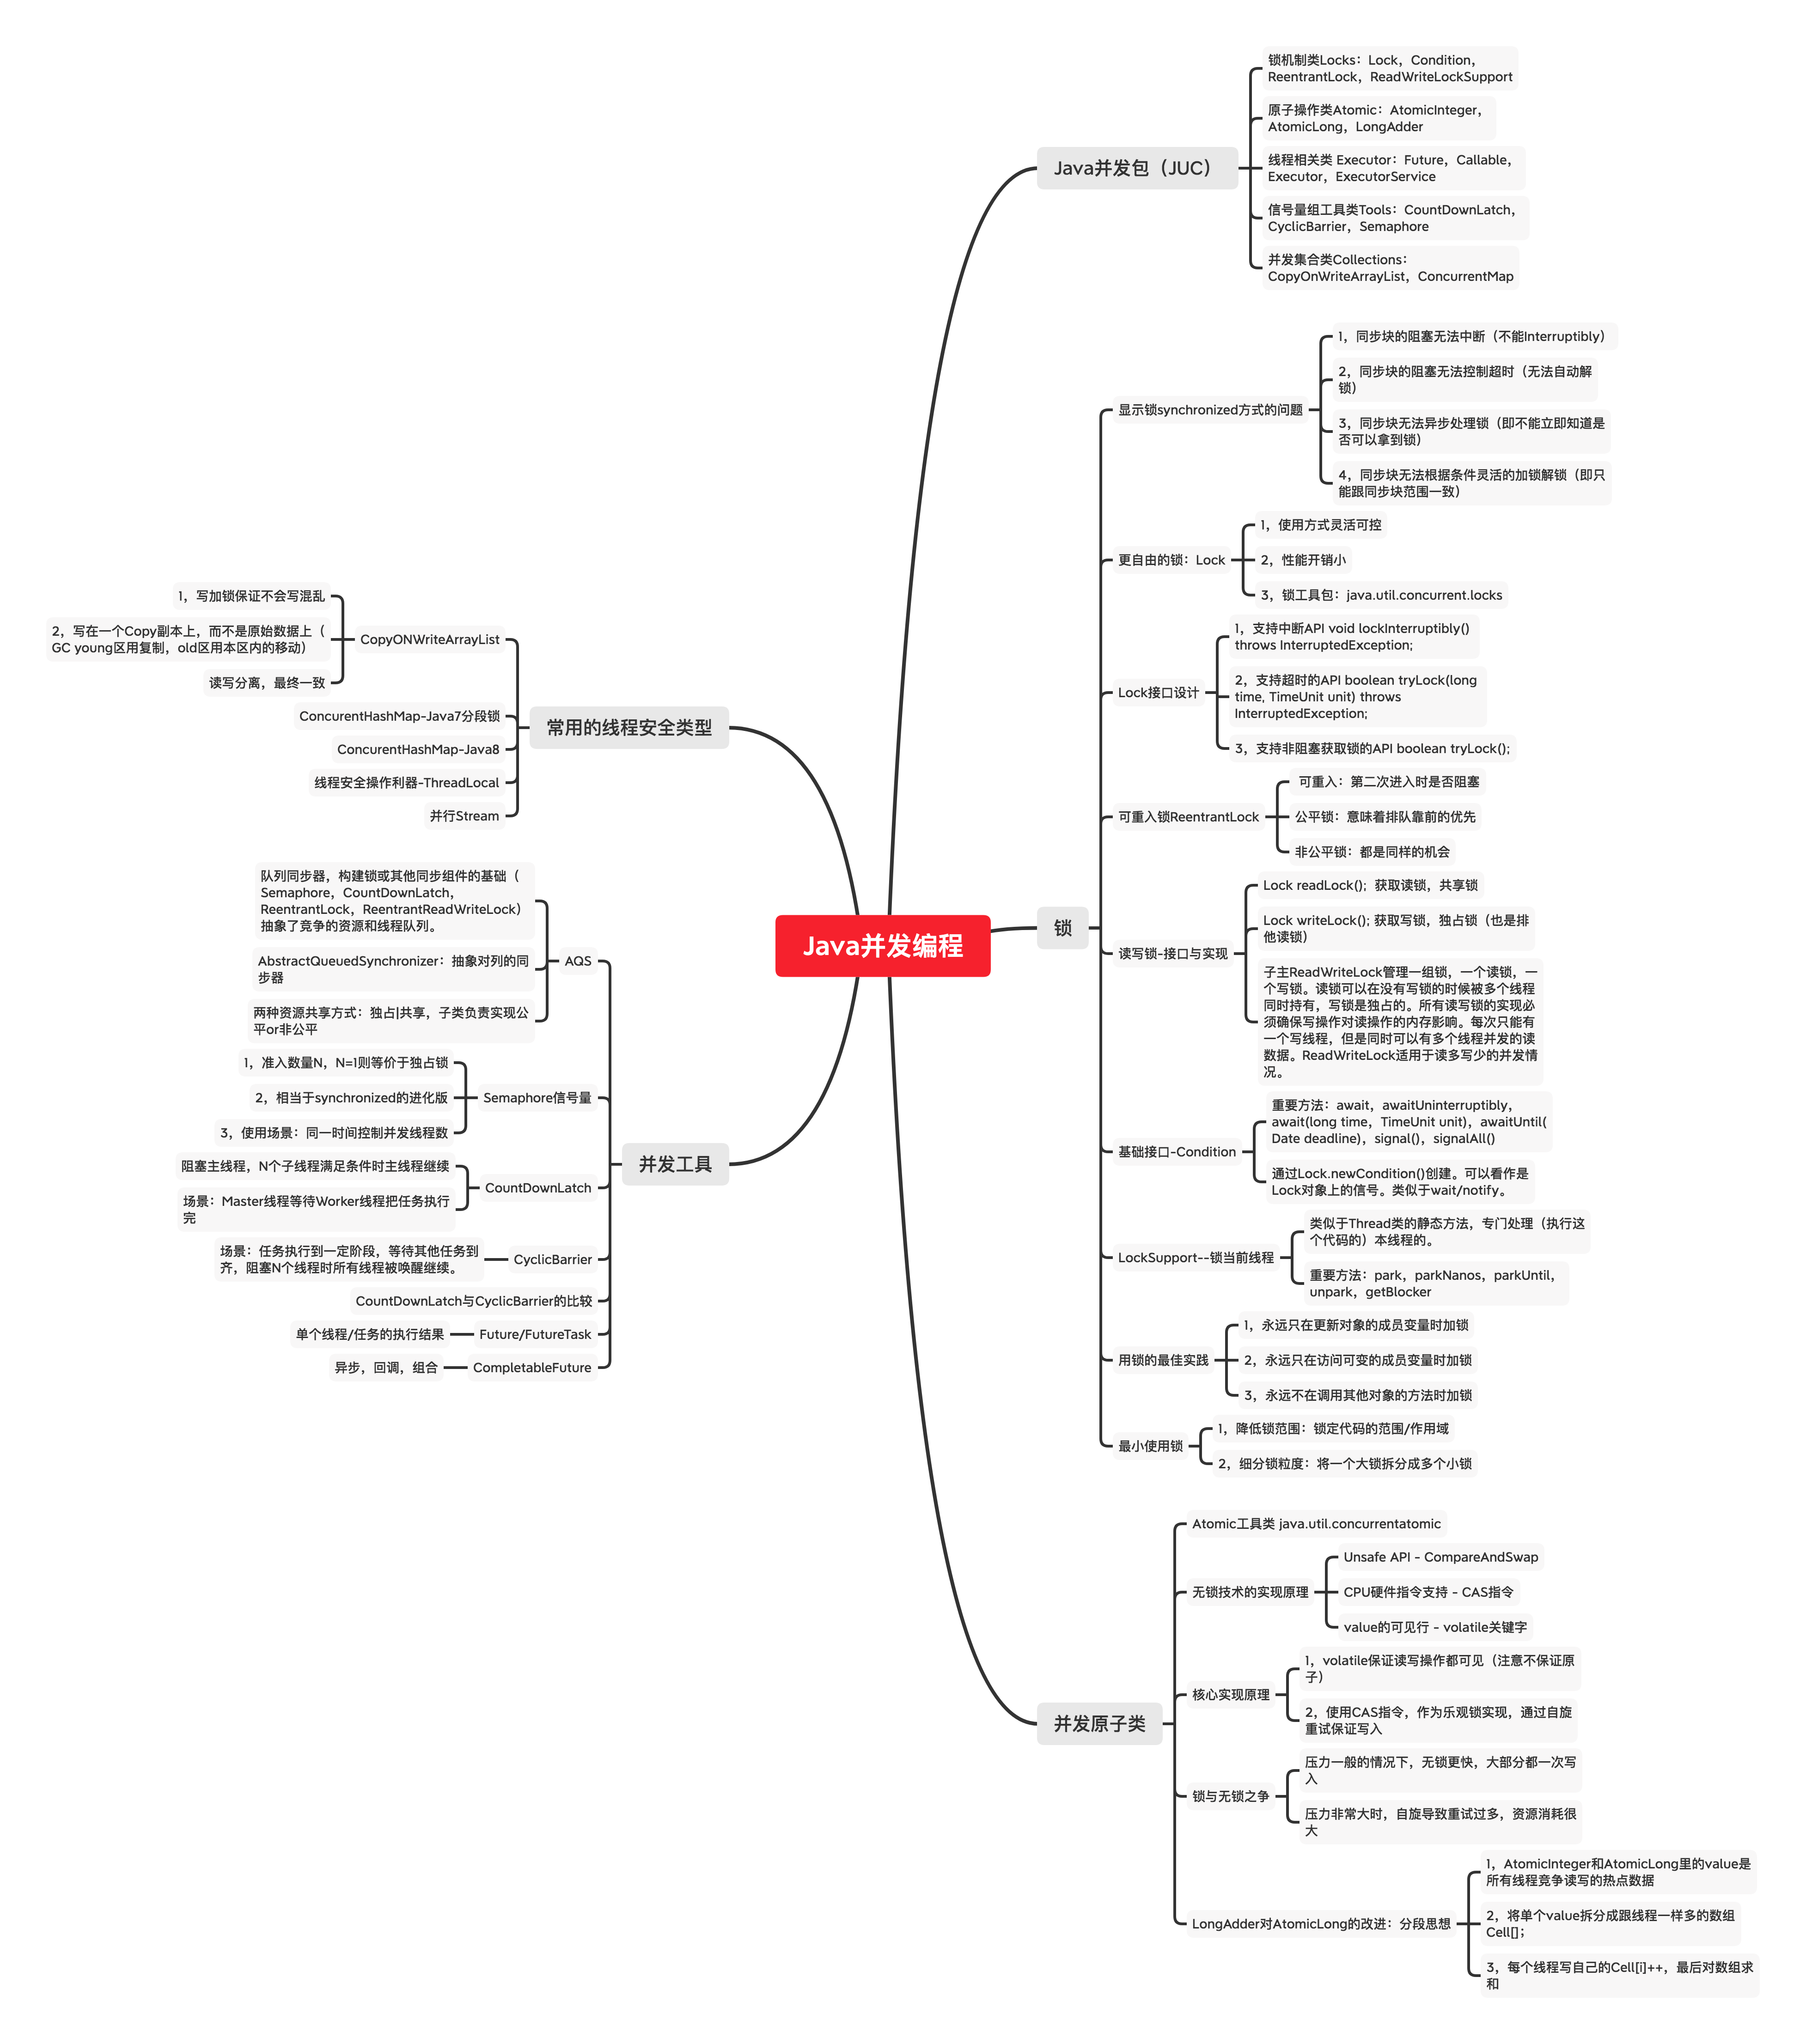 Java并发编程
Java并发包（JUC）
锁机制类Locks：Lock，Condition，
ReentrantLock，ReadWriteLockSupport
原子操作类Atomic：AtomicInteger，
AtomicLong，LongAdder
线程相关类 Executor：Future，Callable，
Executor，ExecutorService
信号量组工具类Tools：CountDownLatch，
CyclicBarrier，Semaphore
并发集合类Collections：
CopyOnWriteArrayList，ConcurrentMap
锁
显示锁synchronized方式的问题
1，同步块的阻塞无法中断（不能Interruptibly）
2，同步块的阻塞无法控制超时（无法自动解
锁）
3，同步块无法异步处理锁（即不能立即知道是
否可以拿到锁）
4，同步块无法根据条件灵活的加锁解锁（即只
能跟同步块范围一致）
更自由的锁：Lock
1，使用方式灵活可控
2，性能开销小
3，锁工具包：java.util.concurrent.locks
Lock接口设计
1，支持中断API void lockInterruptibly()
throws InterruptedException;
2，支持超时的API boolean tryLock(long
time, TimeUnit unit) throws
InterruptedException;
3，支持非阻塞获取锁的API boolean tryLock();
可重入锁ReentrantLock
可重入：第二次进入时是否阻塞
公平锁：意味着排队靠前的优先
非公平锁：都是同样的机会
读写锁-接口与实现
Lock readLock();  获取读锁，共享锁
Lock writeLock(); 获取写锁，独占锁（也是排
他读锁）
子主ReadWriteLock管理一组锁，一个读锁，一
个写锁。读锁可以在没有写锁的时候被多个线程
同时持有，写锁是独占的。所有读写锁的实现必
须确保写操作对读操作的内存影响。每次只能有
一个写线程，但是同时可以有多个线程并发的读
数据。ReadWriteLock适用于读多写少的并发情
况。
基础接口-Condition
重要方法：await，awaitUninterruptibly，
await(long time，TimeUnit unit)，awaitUntil(
Date deadline)，signal()，signalAll()
通过Lock.newCondition()创建。可以看作是
Lock对象上的信号。类似于wait/notify。
LockSupport--锁当前线程
类似于Thread类的静态方法，专门处理（执行这
个代码的）本线程的。
重要方法：park，parkNanos，parkUntil，
unpark，getBlocker
用锁的最佳实践
1，永远只在更新对象的成员变量时加锁
2，永远只在访问可变的成员变量时加锁
3，永远不在调用其他对象的方法时加锁
最小使用锁
1，降低锁范围：锁定代码的范围/作用域
2，细分锁粒度：将一个大锁拆分成多个小锁
并发原子类
Atomic工具类 java.util.concurrentatomic
无锁技术的实现原理
Unsafe API - CompareAndSwap
CPU硬件指令支持 - CAS指令
value的可见行 - volatile关键字
核心实现原理
1，volatile保证读写操作都可见（注意不保证原
子）
2，使用CAS指令，作为乐观锁实现，通过自旋
重试保证写入
锁与无锁之争
压力一般的情况下，无锁更快，大部分都一次写
入
压力非常大时，自旋导致重试过多，资源消耗很
大
LongAdder对AtomicLong的改进：分段思想
1，AtomicInteger和AtomicLong里的value是
所有线程竞争读写的热点数据
2，将单个value拆分成跟线程一样多的数组
Cell[]；
3，每个线程写自己的Cell[i]++，最后对数组求
和
常用的线程安全类型
CopyONWriteArrayList
1，写加锁保证不会写混乱
2，写在一个Copy副本上，而不是原始数据上（
GC young区用复制，old区用本区内的移动）
读写分离，最终一致
ConcurentHashMap-Java7分段锁
ConcurentHashMap-Java8
线程安全操作利器-ThreadLocal
并行Stream
并发工具
AQS
队列同步器，构建锁或其他同步组件的基础（
Semaphore，CountDownLatch，
ReentrantLock，ReentrantReadWriteLock）
抽象了竞争的资源和线程队列。
AbstractQueuedSynchronizer：抽象对列的同
步器
两种资源共享方式：独占|共享，子类负责实现公
平or非公平
Semaphore信号量
1，准入数量N，N=1则等价于独占锁
2，相当于synchronized的进化版
3，使用场景：同一时间控制并发线程数
CountDownLatch
阻塞主线程，N个子线程满足条件时主线程继续
场景：Master线程等待Worker线程把任务执行
完
CyclicBarrier
场景：任务执行到一定阶段，等待其他任务到
齐，阻塞N个线程时所有线程被唤醒继续。
CountDownLatch与CyclicBarrier的比较
Future/FutureTask
单个线程/任务的执行结果
CompletableFuture
异步，回调，组合